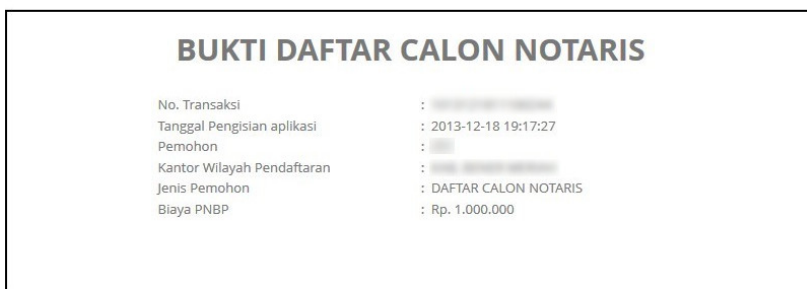 BUKTI DAFTAR CALON NOTARIS
No. Transaksi :
Tanggal Pengisian aplikasi : 2013-12-18 19:17:27
Pemohon :
Kantor Wilayah Pendaftaran :
Jenis Pemohon : DAFTAR CALON NOTARIS
Biaya PNBP : Rp. 1.000.000